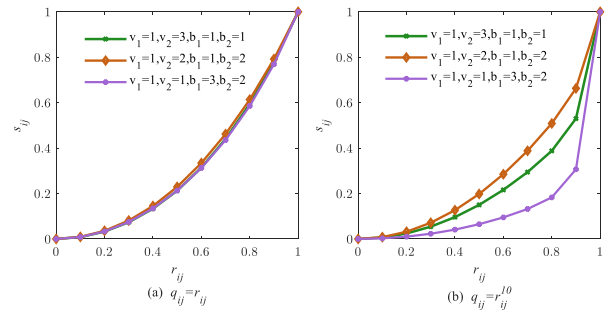 1
0.8
0.6
0.4
0.2
0
s_ij
v_1=1,v_2=3,b_1=1,b_2=1
v_1=1,v_2=2,b_1=1,b_2=2
v_1=1,v_2=1,b_1=3,b_2=2
0 0.2 0.4 0.6 0.8 1
r_ij
(a) q_ij=r_ij
1
0.8
0.6
0.4
0.2
0
s_ij
v_1=1,v_2=3,b_1=1,b_2=1
v_1=1,v_2=2,b_1=1,b_2=2
v_1=1,v_2=1,b_1=3,b_2=2
0 0.2 0.4 0.6 0.8 1
r_ij
(b) q_ij=r_ij^10